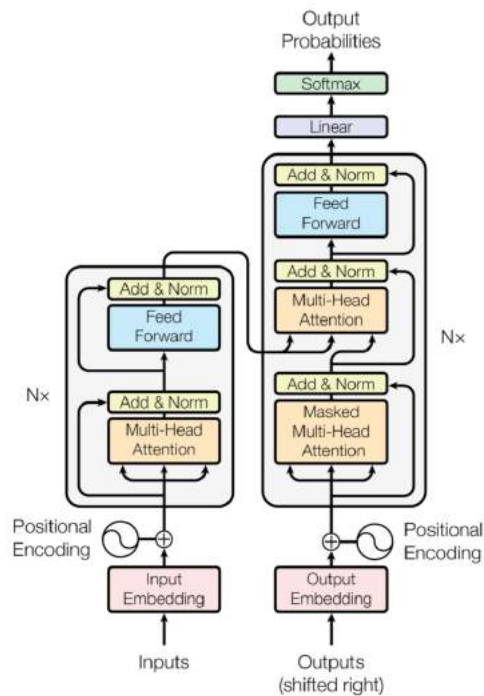 Output
Probabilities
Softmax
Linear
Add & Norm
Feed
Forward
Add & Norm
Multi-Head
Attention
Add & Norm
Masked
Multi-Head
Attention
Nx
Add & Norm
Feed
Forward
Add & Norm
Multi-Head
Attention
Nx
Positional
Encoding
Positional
Encoding
Input
Embedding
Output
Embedding
Inputs
Outputs
(shifted right)